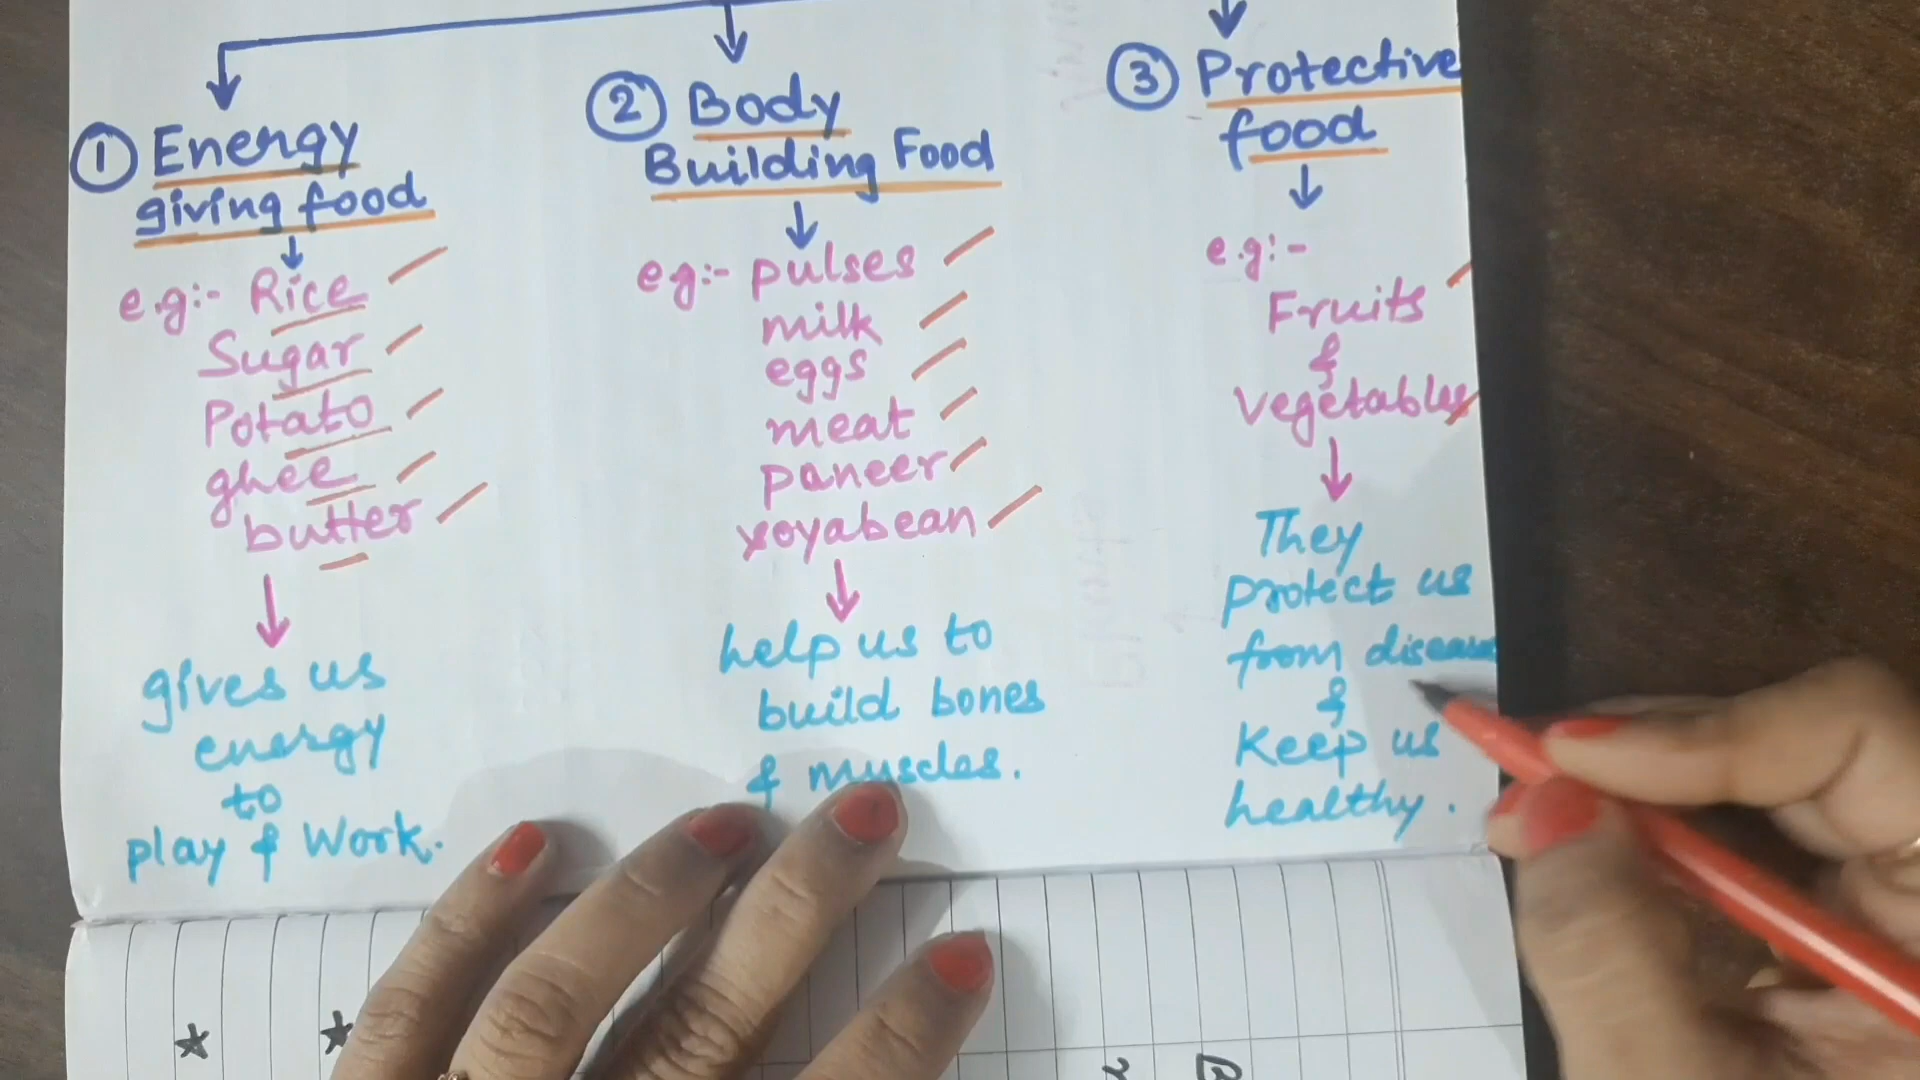 ① Energy
giving food
e.g:- Rice
Sugar
Potato
ghee
butter
gives us
energy
to
play & Work.
② Body
Building Food
eg:- pulses
milk
eggs
meat
paneer
soyabean
help us to
build bones
& muscles.
③ Protective
food
e.g:-
Fruits
&
Vegetables
They
protect us
from diseases
&
Keep us
healthy.